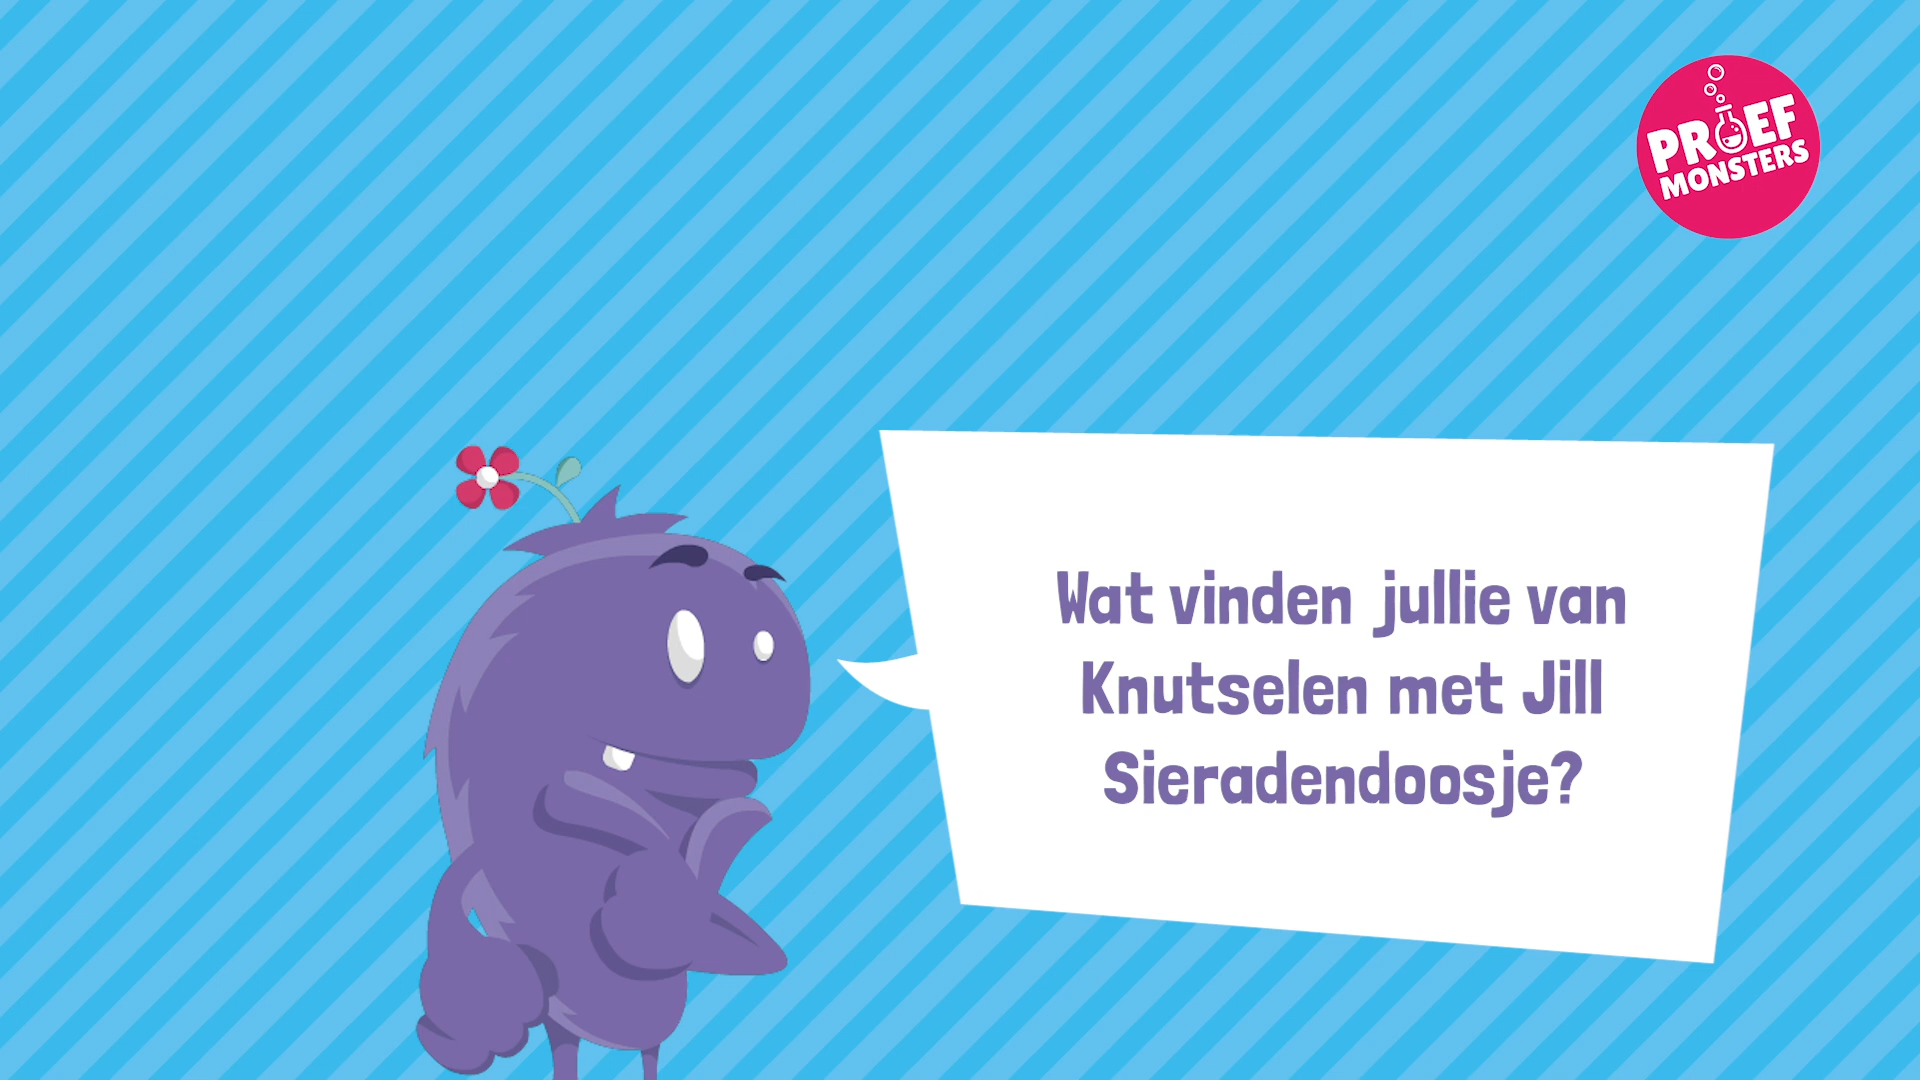 PROEF
MONSTERS
Wat vinden jullie van
Knutselen met Jill
Sieradendoosje?